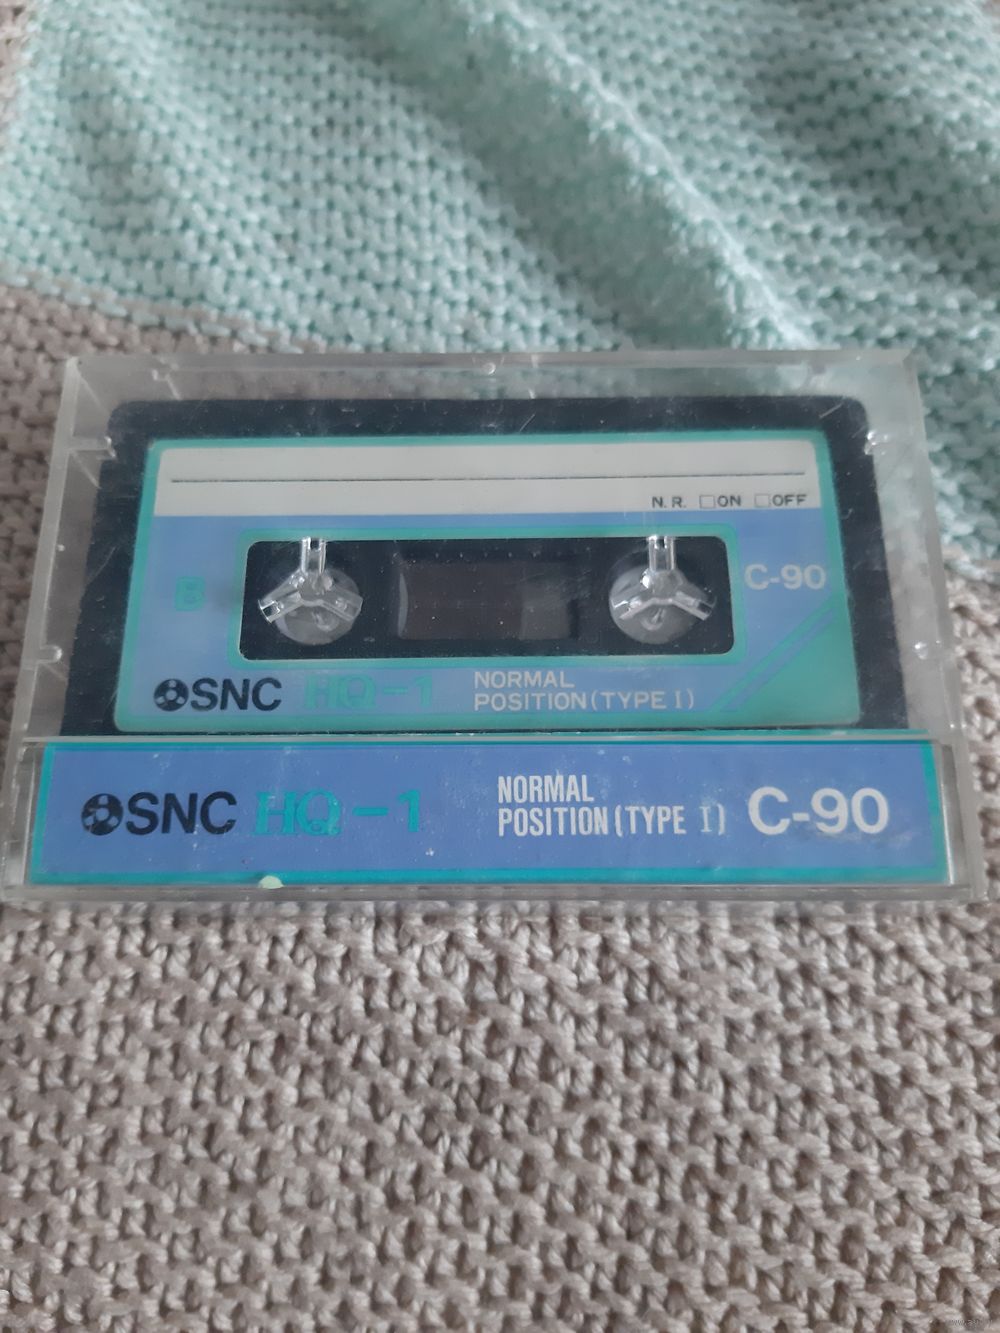 N.R. □ON □OFF
B
C-90
SNC HQ-1 NORMAL
POSITION(TYPE I)
SNC HQ-1 NORMAL
POSITION(TYPE I) C-90